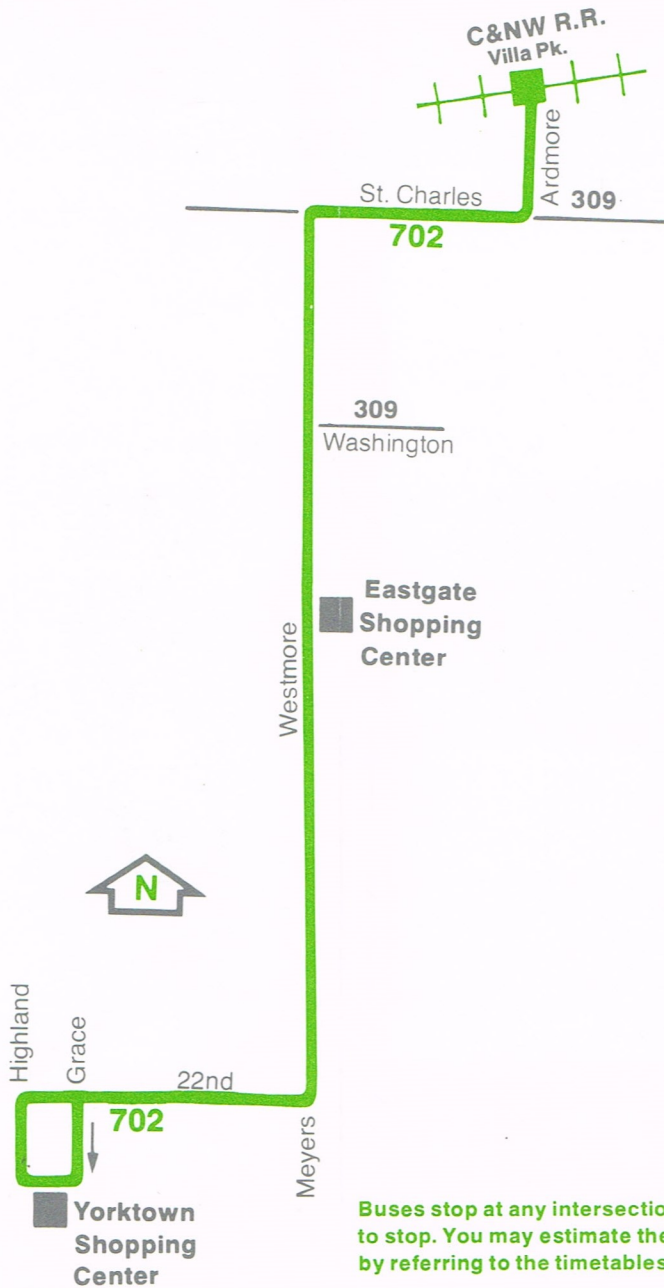 C&NW R.R.
Villa Pk.
Ardmore
St. Charles
309
702
309
Washington
Eastgate
Shopping
Center
Westmore
N
Highland
Grace
22nd
702
Meyers
Yorktown
Shopping
Center
Buses stop at any
to stop. You may estimate the
by referring to the timetables